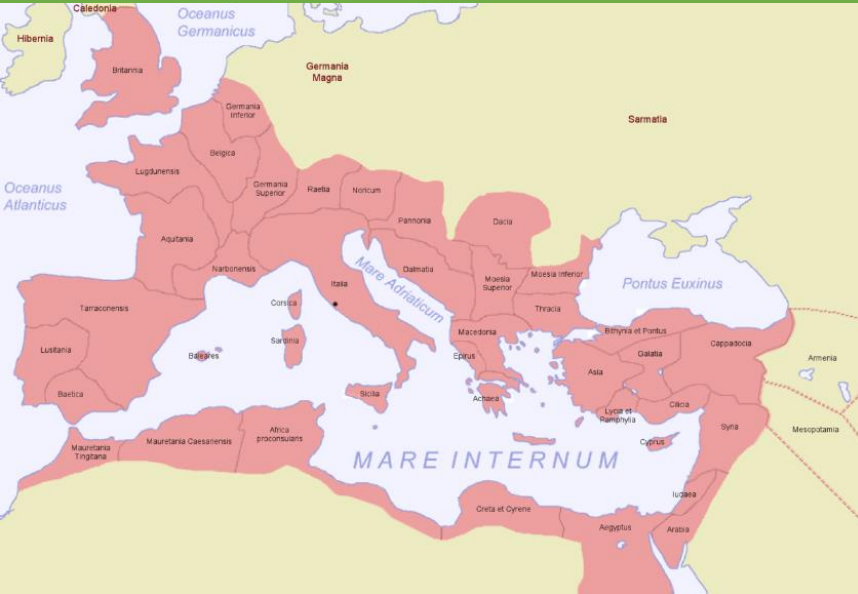 Caledonia
Oceanus
Germanicus
Hibernia
Britannia
Germania
Magna
Sarmatia
Germania
Inferior
Belgica
Lugdunensis
Oceanus
Atlanticus
Germania
Superior
Raetia
Noricum
Pannonia
Dacia
Aquitania
Narbonensis
Italia
Mare Adriaticum
Dalmatia
Moesia
Superior
Moesia Inferior
Pontus Euxinus
Thracia
Tarraconensis
Corsica
Sardinia
Baleares
Lusitania
Baetica
Macedonia
Epirus
Achaea
Bithynia et Pontus
Galatia
Cappadocia
Armenia
Asia
Lycia et
Pamphylia
Cilicia
Cyprus
Syria
Mesopotamia
Sicilia
Mauretania
Tingitana
Mauretania Caesariensis
Africa
proconsularis
MARE INTERNUM
Creta et Cyrene
Aegyptus
Iudaea
Arabia